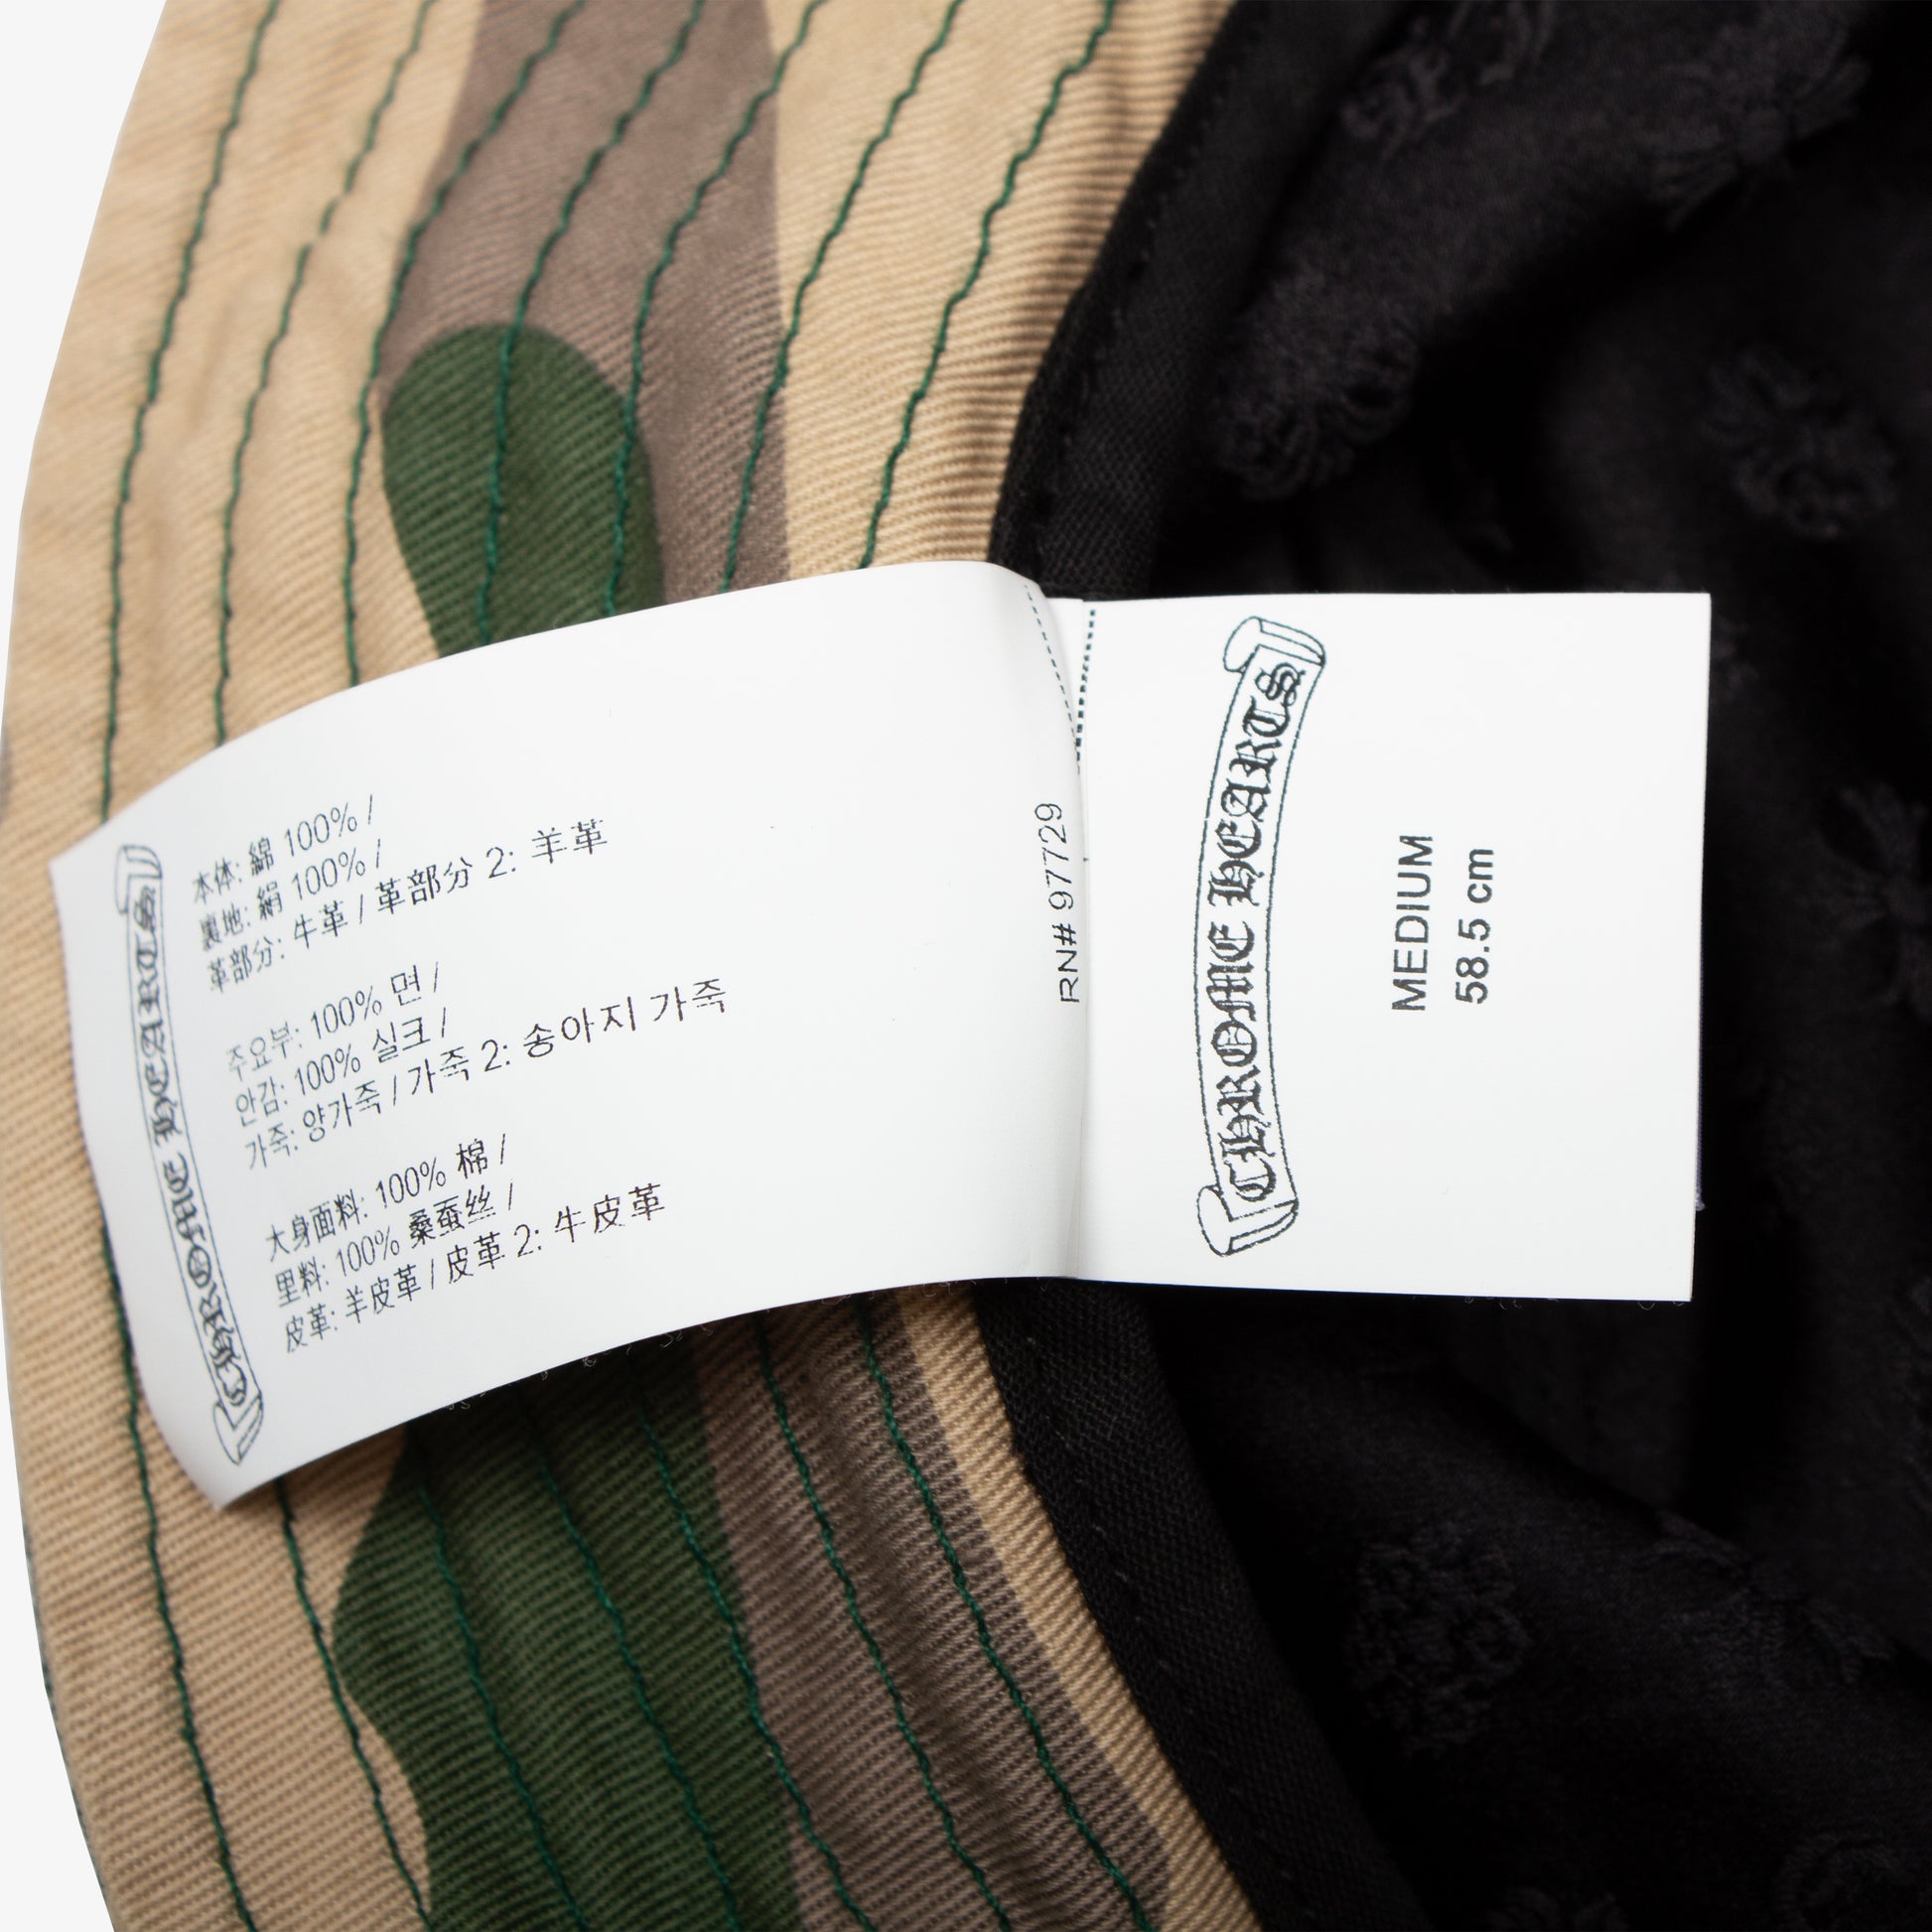 CHROME HEARTS
本体: 綿 100% /
裏地: 絹 100% /
革部分: 牛革 / 革部分 2: 羊革
주요부: 100% 면 /
안감: 100% 실크 /
가죽: 양가죽 / 가죽 2: 송아지 가죽
大身面料: 100% 棉 /
里料: 100% 桑蚕丝 /
皮革: 羊皮革 / 皮革 2: 牛皮革
RN# 97729
CHROME HEARTS
MEDIUM
58.5 cm